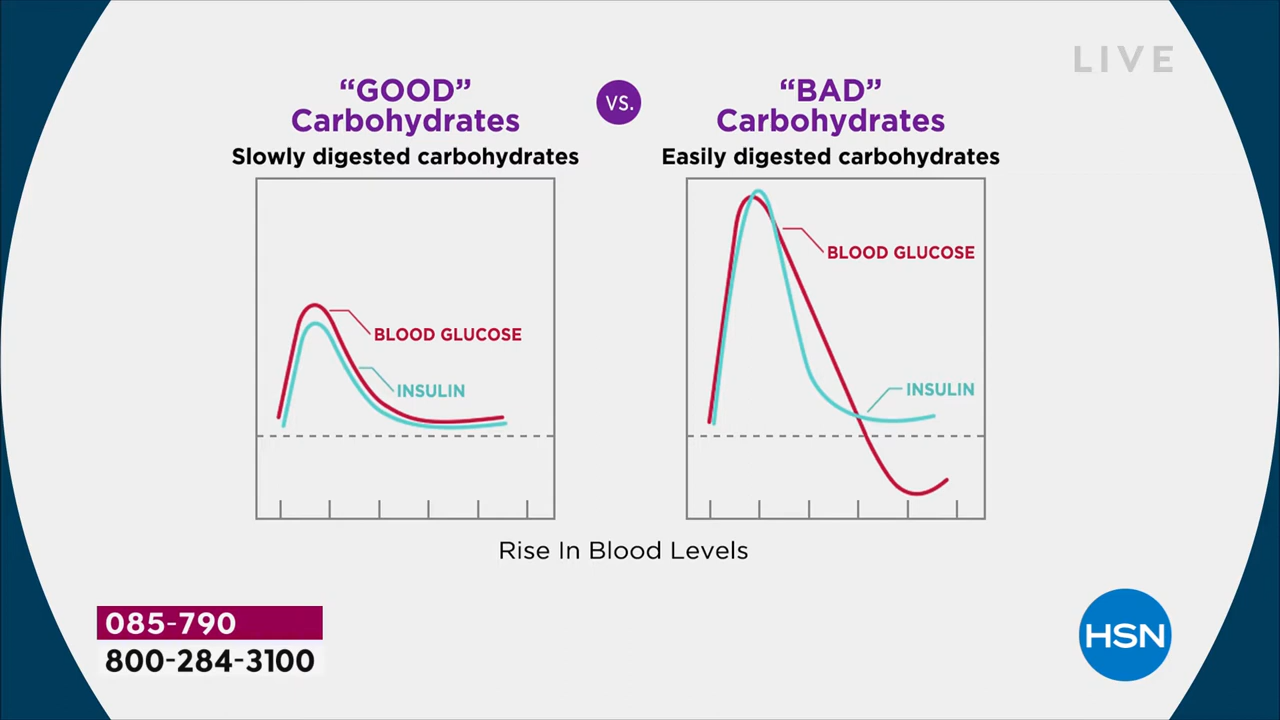 LIVE
“GOOD”
Carbohydrates
VS.
“BAD”
Carbohydrates
Slowly digested carbohydrates
Easily digested carbohydrates
BLOOD GLUCOSE
INSULIN
BLOOD GLUCOSE
INSULIN
Rise In Blood Levels
085-790
800-284-3100
HSN